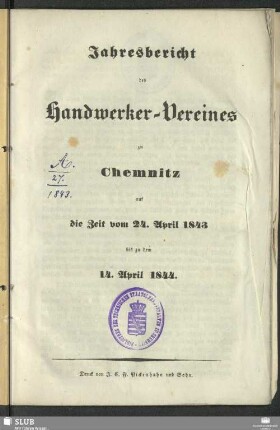 Jahresbericht
des
Handwerker-Vereines
zu
Chemnitz
auf
die Zeit vom 24. April 1843
bis zu dem
14. April 1844.
A.
27.
1843.
Druck von J. C. F. Pickenhahn und Sohn.
SLUB